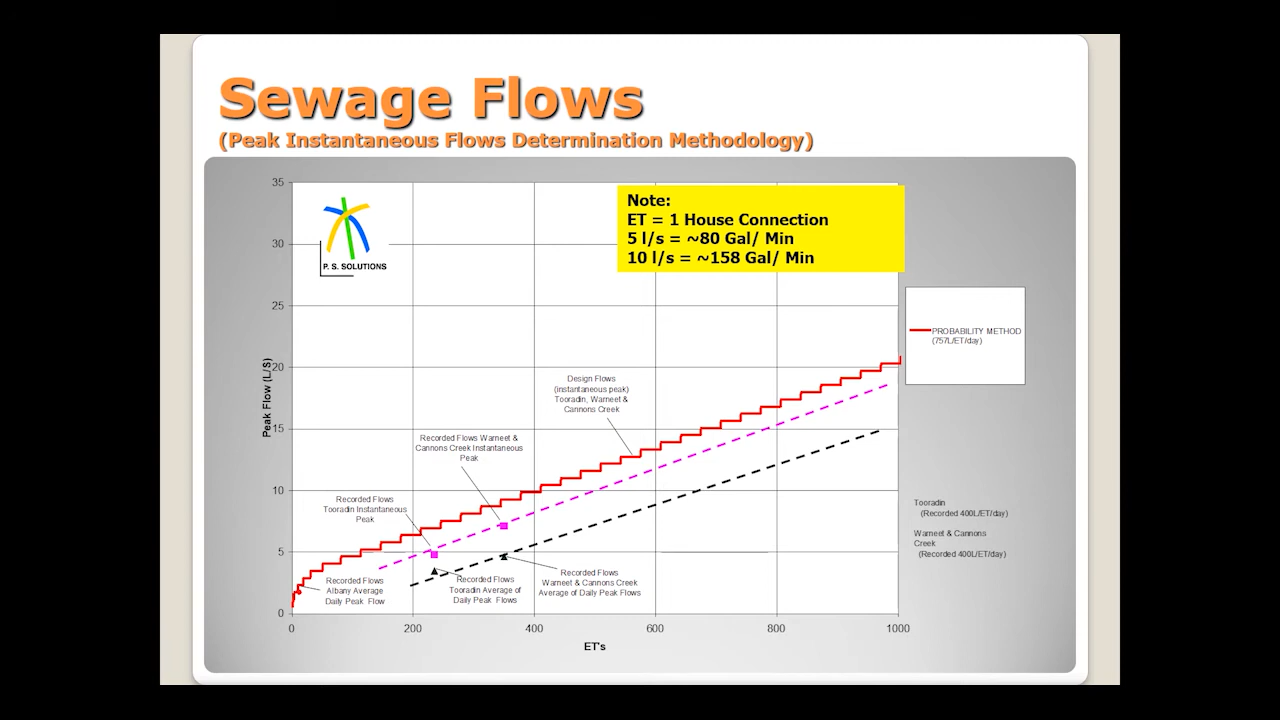 Sewage Flows
(Peak Instantaneous Flows Determination Methodology)
35
30
25
20
15
10
5
0
Peak Flow (L/S)
P. S. SOLUTIONS
Note:
ET = 1 House Connection
5 l/s = ~80 Gal/ Min
10 l/s = ~158 Gal/ Min
PROBABILITY METHOD
(757L/ET/day)
Design Flows
(instantaneous peak)
Tooradin, Warneet &
Cannons Creek
Recorded Flows Warneet &
Cannons Creek Instantaneous
Peak
Recorded Flows
Tooradin Instantaneous
Peak
Recorded Flows
Albany Average
Daily Peak Flow
Recorded Flows
Tooradin Average of
Daily Peak Flows
Recorded Flows
Warneet & Cannons Creek
Average of Daily Peak Flows
Tooradin
(Recorded 400L/ET/day)
Warneet & Cannons
Creek
(Recorded 400L/ET/day)
0
200
400
600
800
1000
ET's